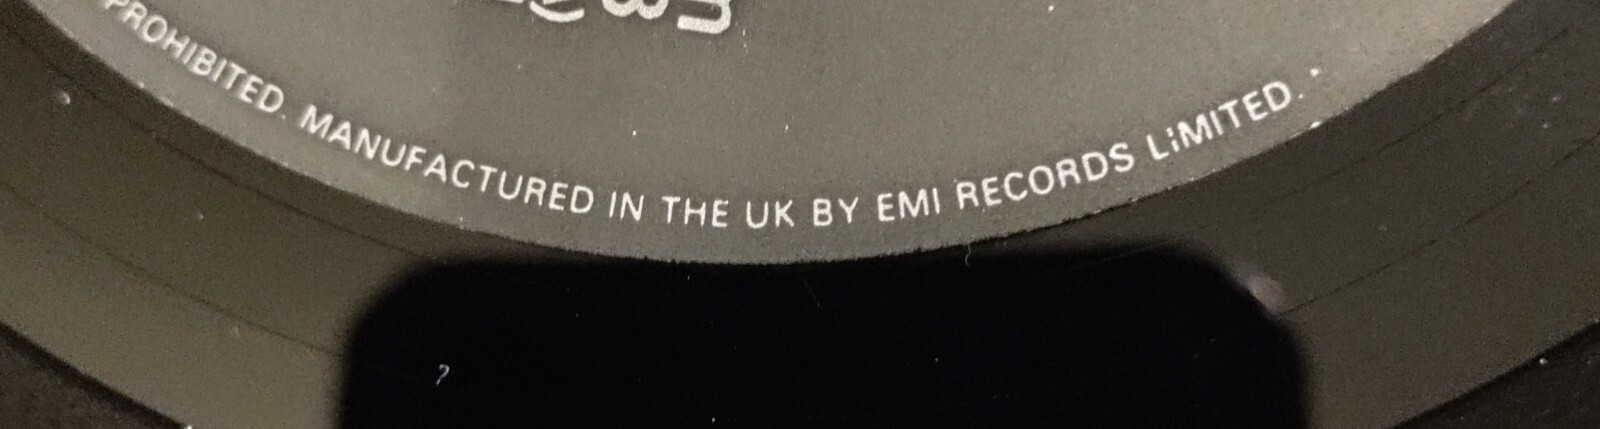 PROHIBITED. MANUFACTURED IN THE UK BY EMI RECORDS LiMITED.